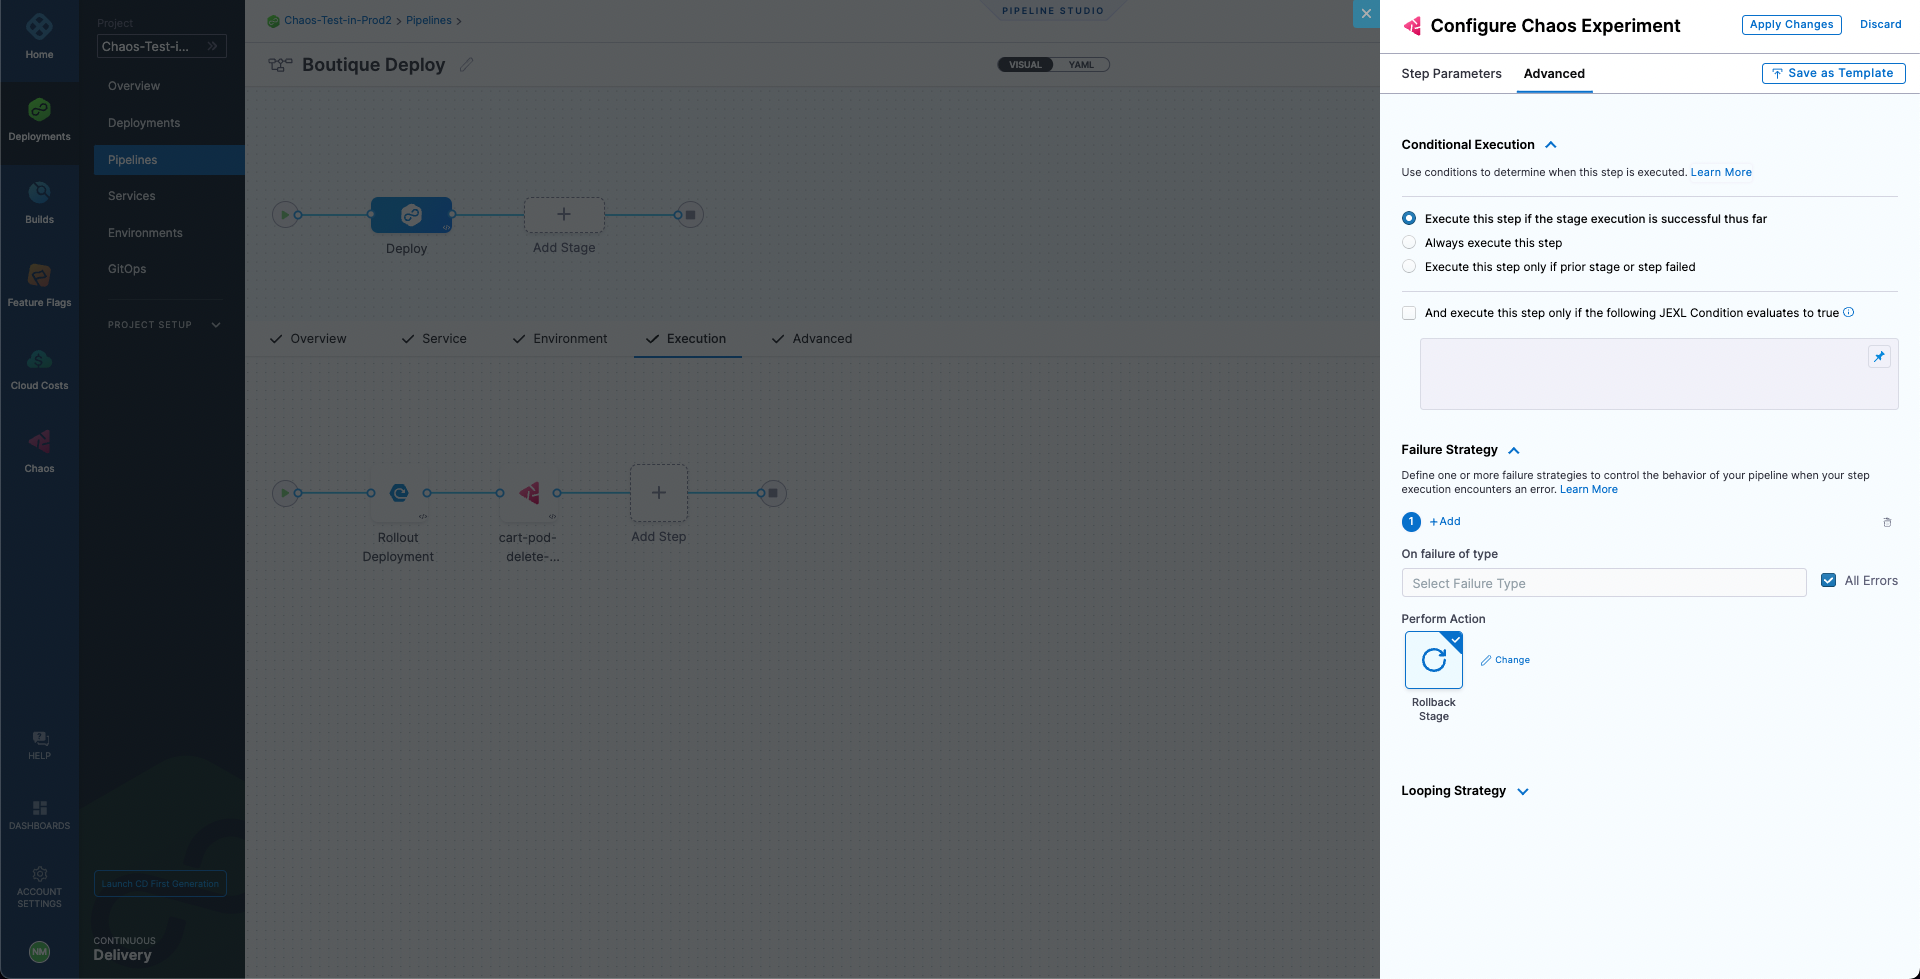 Home
Deployments
Builds
Feature Flags
Cloud Costs
Chaos
HELP
DASHBOARDS
ACCOUNT
SETTINGS
NM
Project
Chaos-Test-i...
Overview
Deployments
Pipelines
Services
Environments
GitOps
PROJECT SETUP
Launch CD First Generation
CONTINUOUS
Delivery
Chaos-Test-in-Prod2 > Pipelines >
PIPELINE STUDIO
Boutique Deploy
VISUAL
YAML
Deploy
Add Stage
Overview
Service
Environment
Execution
Advanced
Rollout
Deployment
cart-pod-
delete-...
Add Step
Configure Chaos Experiment
Apply Changes
Discard
Step Parameters
Advanced
Save as Template
Conditional Execution
Use conditions to determine when this step is executed. Learn More
Execute this step if the stage execution is successful thus far
Always execute this step
Execute this step only if prior stage or step failed
And execute this step only if the following JEXL Condition evaluates to true
Failure Strategy
Define one or more failure strategies to control the behavior of your pipeline when your step
execution encounters an error. Learn More
1 + Add
On failure of type
Select Failure Type
All Errors
Perform Action
Change
Rollback
Stage
Looping Strategy